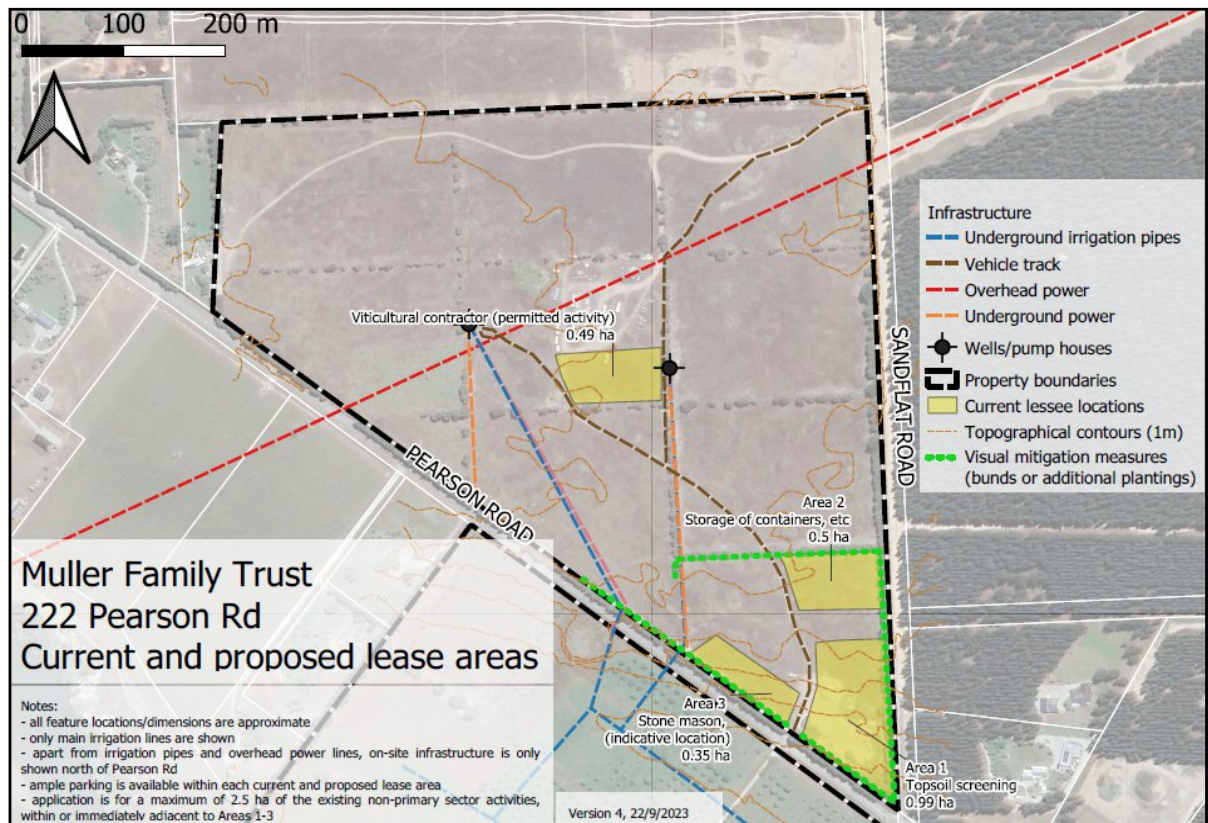 0 100 200 m
Infrastructure
Underground irrigation pipes
Vehicle track
Overhead power
Underground power
Wells/pump houses
Property boundaries
Current lessee locations
Topographical contours (1m)
Visual mitigation measures
(bunds or additional plantings)
SANDFLAT ROAD
Viticultural contractor (permitted activity)
0.49 ha
PEARSON ROAD
Area 2
Storage of containers, etc
0.5 ha
Area 3
Stone mason,
(indicative location)
0.35 ha
Area 1
Topsoil screening
0.99 ha
Muller Family Trust
222 Pearson Rd
Current and proposed lease areas
Notes:
- all feature locations/dimensions are approximate
- only main irrigation lines are shown
- apart from irrigation pipes and overhead power lines, on-site infrastructure is only
shown north of Pearson Rd
- ample parking is available within each current and proposed lease area
- application is for a maximum of 2.5 ha of the existing non-primary sector activities,
within or immediately adjacent to Areas 1-3
Version 4, 22/9/2023